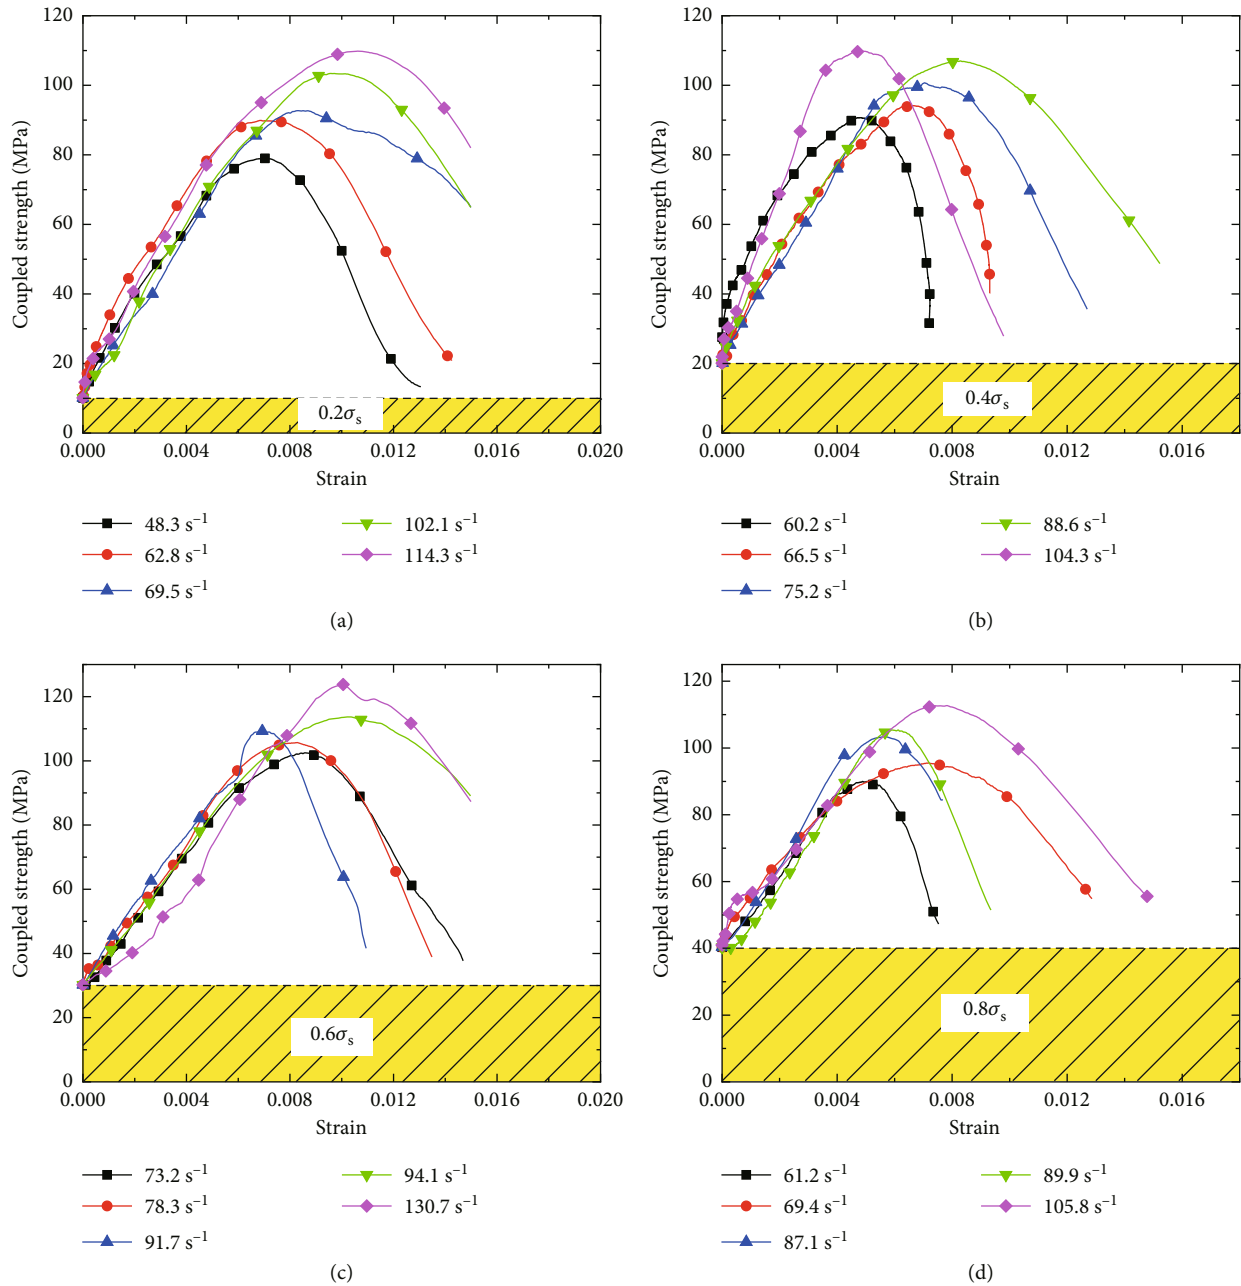 120
100
80
60
40
20
0
Coupled strength (MPa)
0.2σs
0.000 0.004 0.008 0.012 0.016 0.020
Strain
48.3 s⁻¹
62.8 s⁻¹
69.5 s⁻¹
102.1 s⁻¹
114.3 s⁻¹
(a)
120
100
80
60
40
20
0
Coupled strength (MPa)
0.4σs
0.000 0.004 0.008 0.012 0.016
Strain
60.2 s⁻¹
66.5 s⁻¹
75.2 s⁻¹
88.6 s⁻¹
104.3 s⁻¹
(b)
120
100
80
60
40
20
0
Coupled strength (MPa)
0.6σs
0.000 0.004 0.008 0.012 0.016 0.020
Strain
73.2 s⁻¹
78.3 s⁻¹
91.7 s⁻¹
94.1 s⁻¹
130.7 s⁻¹
(c)
120
100
80
60
40
20
0
Coupled strength (MPa)
0.8σs
0.000 0.004 0.008 0.012 0.016
Strain
61.2 s⁻¹
69.4 s⁻¹
87.1 s⁻¹
89.9 s⁻¹
105.8 s⁻¹
(d)